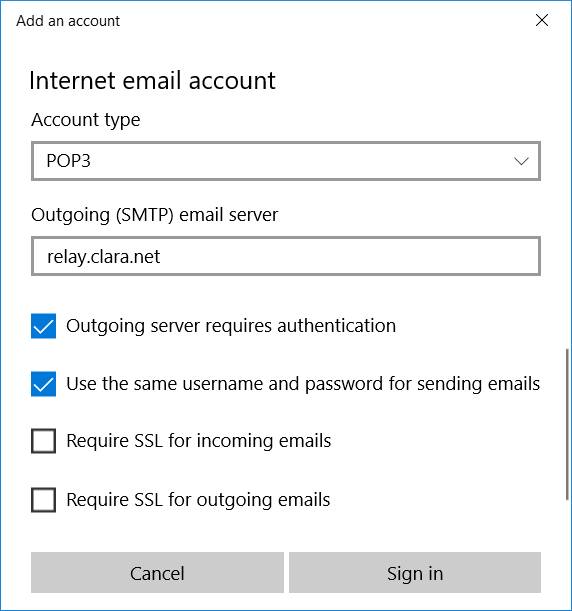 Add an account
Internet email account
Account type
POP3
Outgoing (SMTP) email server
relay.clara.net
Outgoing server requires authentication
Use the same username and password for sending emails
Require SSL for incoming emails
Require SSL for outgoing emails
Cancel
Sign in